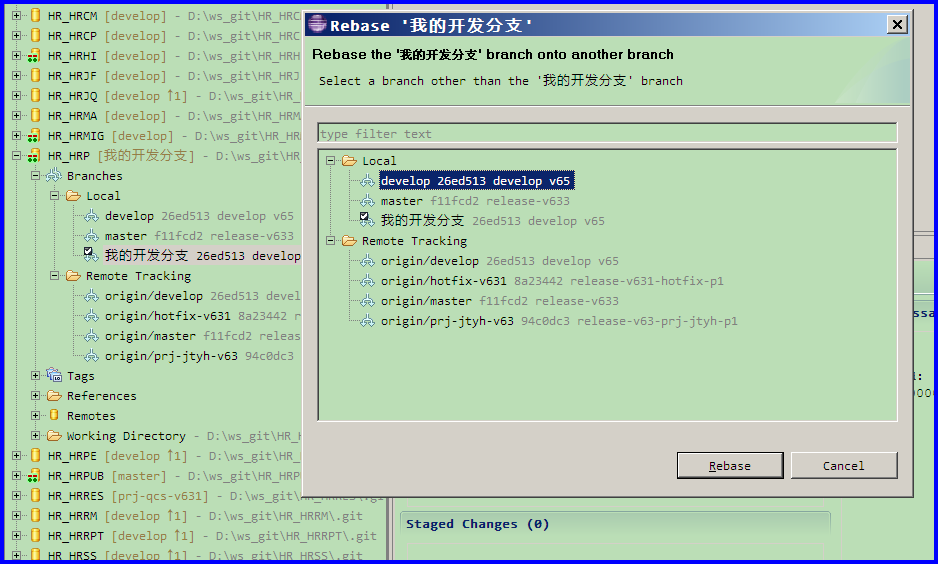 HR_HRCM [develop] - D:\ws_git\HR_HRCM
HR_HRCP [develop] - D:\ws_git\HR_HRCP
HR_HRHI [develop] - D:\ws_git\HR_HRHI
HR_HRJF [develop] - D:\ws_git\HR_HRJ
HR_HRJQ [develop ↑1] - D:\ws_git\HR_
HR_HRMA [develop] - D:\ws_git\HR_HRM
HR_HRMIG [develop] - D:\ws_git\HR_HR
HR_HRP [我的开发分支] - D:\ws_git\HR_
Branches
Local
develop 26ed513 develop v65
master f11fcd2 release-v633
我的开发分支 26ed513 develop
Remote Tracking
origin/develop 26ed513 devel
origin/hotfix-v631 8a23442 r
origin/master f11fcd2 releas
origin/prj-jtyh-v63 94c0dc3
Tags
References
Remotes
Working Directory - D:\ws_git\HR_H
HR_HRPE [develop ↑1] - D:\ws_git\HR_
HR_HRPUB [master] - D:\ws_git\HR_HRP
HR_HRRES [prj-qcs-v631] - D:\ws_git\HR_HRRES\.git
HR_HRRM [develop ↑1] - D:\ws_git\HR_HRRM\.git
HR_HRRPT [develop ↑1] - D:\ws_git\HR_HRRPT\.git
HR_HRSS [develop ↑1] - D:\ws_git\HR_HRSS\.git
Rebase '我的开发分支'
Rebase the '我的开发分支' branch onto another branch
Select a branch other than the '我的开发分支' branch
type filter text
Local
develop 26ed513 develop v65
master f11fcd2 release-v633
我的开发分支 26ed513 develop v65
Remote Tracking
origin/develop 26ed513 develop v65
origin/hotfix-v631 8a23442 release-v631-hotfix-p1
origin/master f11fcd2 release-v633
origin/prj-jtyh-v63 94c0dc3 release-v63-prj-jtyh-p1
Rebase
Cancel
Staged Changes (0)